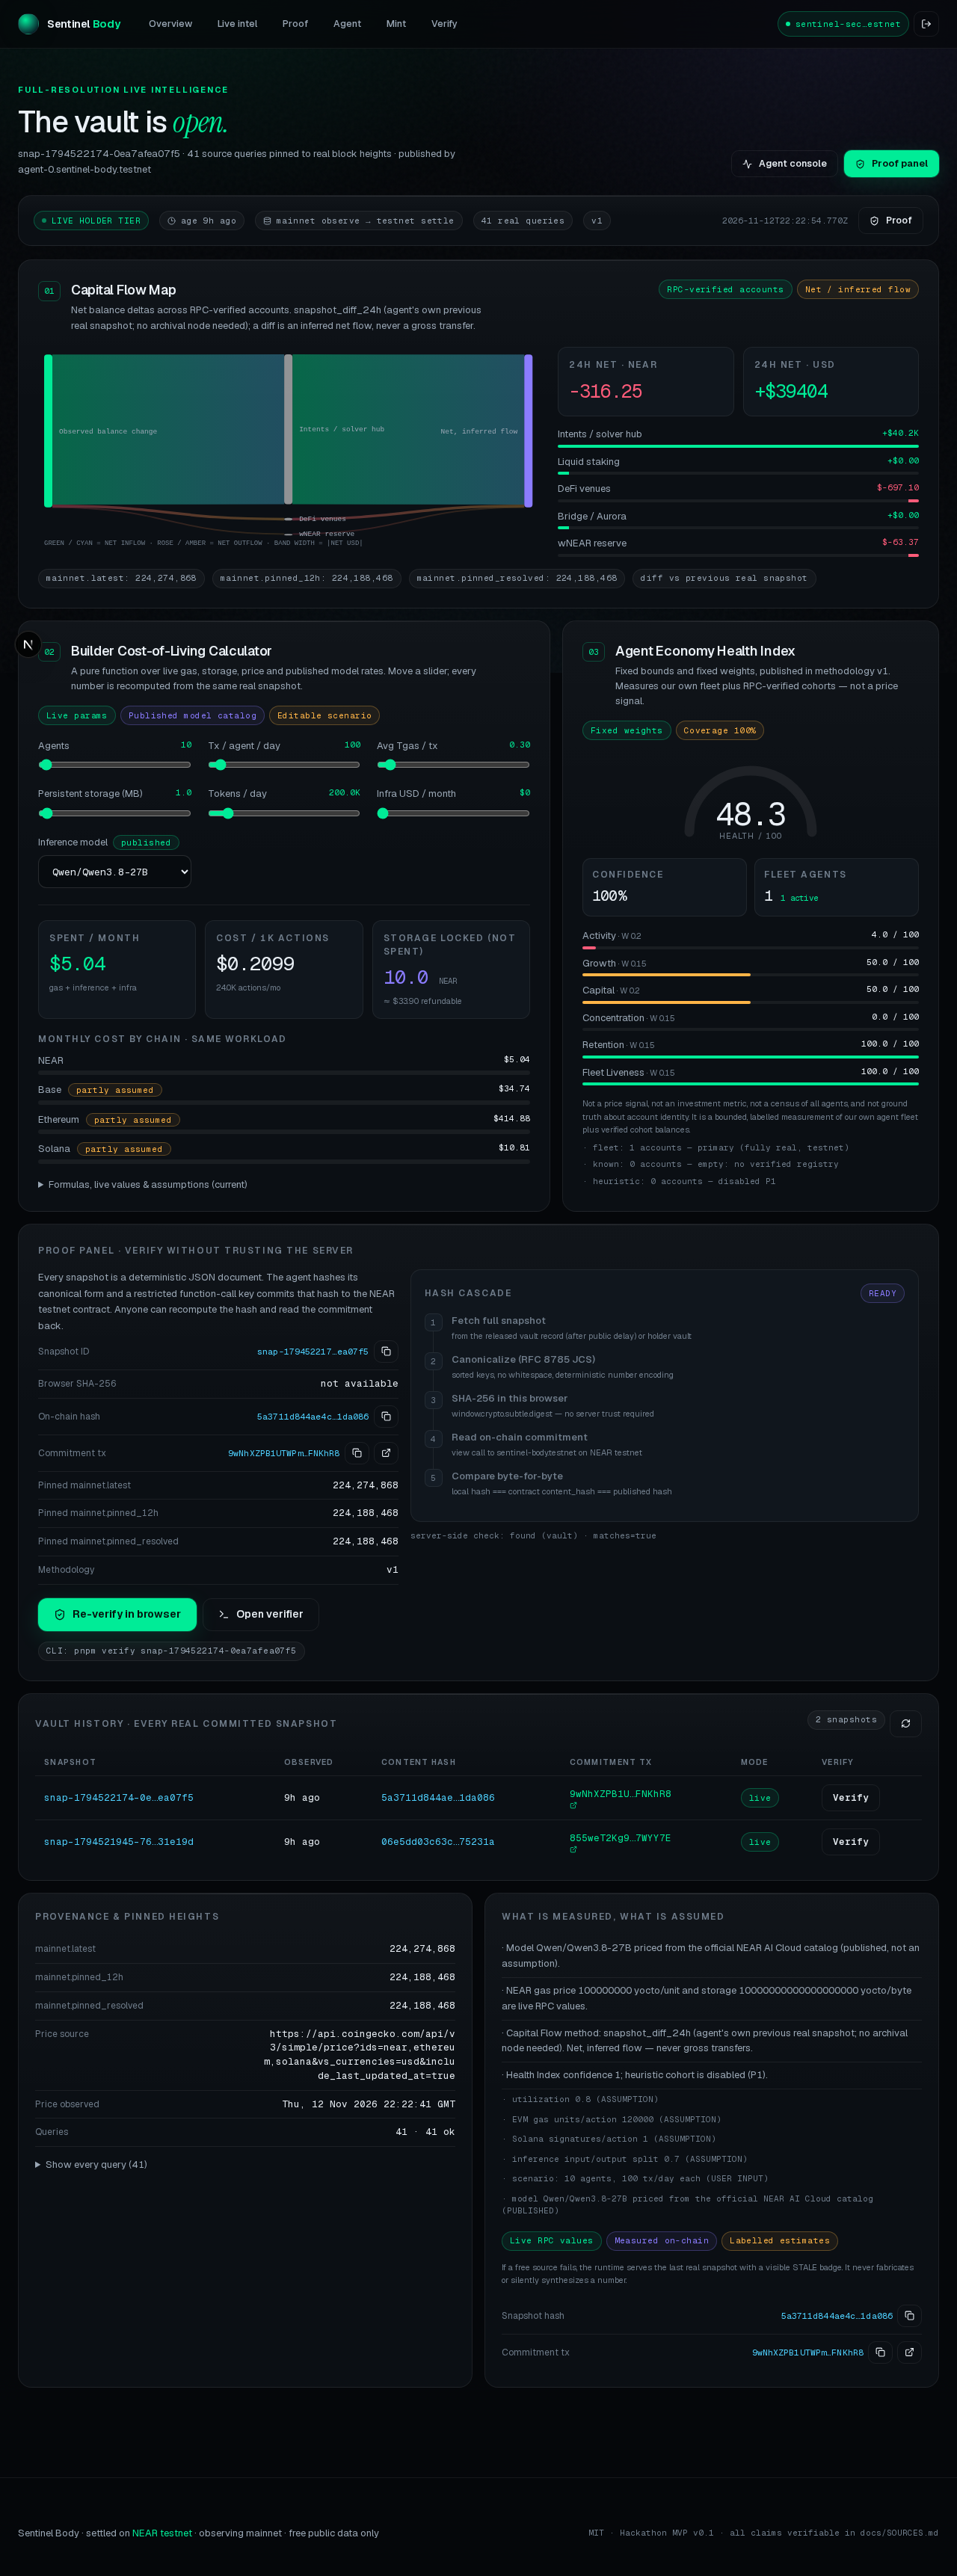 Sentinel Body
Overview
Live intel
Proof
Agent
Mint
Verify
sentinel-sec…estnet
FULL-RESOLUTION LIVE INTELLIGENCE
The vault is open.
snap-1794522174-0ea7afea07f5 · 41 source queries pinned to real block heights · published by
agent-0.sentinel-body.testnet
Agent console
Proof panel
LIVE HOLDER TIER
age 9h ago
mainnet observe → testnet settle
41 real queries
v1
2026-11-12T22:22:54.770Z
Proof
01
Capital Flow Map
Net balance deltas across RPC-verified accounts. snapshot_diff_24h (agent's own previous
real snapshot; no archival node needed); a diff is an inferred net flow, never a gross transfer.
RPC-verified accounts
Net / inferred flow
Observed balance change
Intents / solver hub
Net, inferred flow
DeFi venues
wNEAR reserve
GREEN / CYAN = NET INFLOW · ROSE / AMBER = NET OUTFLOW · BAND WIDTH = |NET USD|
24H NET · NEAR
-316.25
24H NET · USD
+$39404
Intents / solver hub
+$40.2K
Liquid staking
+$0.00
DeFi venues
$-697.10
Bridge / Aurora
+$0.00
wNEAR reserve
$-63.37
mainnet.latest: 224,274,868
mainnet.pinned_12h: 224,188,468
mainnet.pinned_resolved: 224,188,468
diff vs previous real snapshot
N
02
Builder Cost-of-Living Calculator
A pure function over live gas, storage, price and published model rates. Move a slider; every
number is recomputed from the same real snapshot.
Live params
Published model catalog
Editable scenario
Agents
10
Tx / agent / day
100
Avg Tgas / tx
0.30
Persistent storage (MB)
1.0
Tokens / day
200.0K
Infra USD / month
$0
Inference model
published
Qwen/Qwen3.8-27B
SPENT / MONTH
$5.04
gas + inference + infra
COST / 1K ACTIONS
$0.2099
24.0K actions/mo
STORAGE LOCKED (NOT
SPENT)
10.0 NEAR
≈ $33.90 refundable
MONTHLY COST BY CHAIN · SAME WORKLOAD
NEAR
$5.04
Base
partly assumed
$34.74
Ethereum
partly assumed
$414.88
Solana
partly assumed
$10.81
Formulas, live values & assumptions (current)
03
Agent Economy Health Index
Fixed bounds and fixed weights, published in methodology v1.
Measures our own fleet plus RPC-verified cohorts — not a price
signal.
Fixed weights
Coverage 100%
48.3
HEALTH / 100
CONFIDENCE
100%
FLEET AGENTS
1 1 active
Activity · W 0.2
4.0 / 100
Growth · W 0.15
50.0 / 100
Capital · W 0.2
50.0 / 100
Concentration · W 0.15
0.0 / 100
Retention · W 0.15
100.0 / 100
Fleet Liveness · W 0.15
100.0 / 100
Not a price signal, not an investment metric, not a census of all agents, and not ground
truth about account identity. It is a bounded, labelled measurement of our own agent fleet
plus verified cohort balances.
· fleet: 1 accounts — primary (fully real, testnet)
· known: 0 accounts — empty: no verified registry
· heuristic: 0 accounts — disabled P1
PROOF PANEL · VERIFY WITHOUT TRUSTING THE SERVER
Every snapshot is a deterministic JSON document. The agent hashes its
canonical form and a restricted function-call key commits that hash to the NEAR
testnet contract. Anyone can recompute the hash and read the commitment
back.
Snapshot ID
snap-179452217…ea07f5
Browser SHA-256
not available
On-chain hash
5a3711d844ae4c…1da086
Commitment tx
9wNhXZPB1UTWPm…FNKhR8
Pinned mainnet.latest
224,274,868
Pinned mainnet.pinned_12h
224,188,468
Pinned mainnet.pinned_resolved
224,188,468
Methodology
v1
Re-verify in browser
Open verifier
CLI: pnpm verify snap-1794522174-0ea7afea07f5
HASH CASCADE
READY
1
Fetch full snapshot
from the released vault record (after public delay) or holder vault
2
Canonicalize (RFC 8785 JCS)
sorted keys, no whitespace, deterministic number encoding
3
SHA-256 in this browser
window.crypto.subtle.digest — no server trust required
4
Read on-chain commitment
view call to sentinel-body.testnet on NEAR testnet
5
Compare byte-for-byte
local hash === contract content_hash === published hash
server-side check: found (vault) · matches=true
VAULT HISTORY · EVERY REAL COMMITTED SNAPSHOT
2 snapshots
SNAPSHOT
OBSERVED
CONTENT HASH
COMMITMENT TX
MODE
VERIFY
snap-1794522174-0e…ea07f5
9h ago
5a3711d844ae…1da086
9wNhXZPB1U…FNKhR8
live
Verify
snap-1794521945-76…31e19d
9h ago
06e5dd03c63c…75231a
855weT2Kg9…7WYY7E
live
Verify
PROVENANCE & PINNED HEIGHTS
mainnet.latest
224,274,868
mainnet.pinned_12h
224,188,468
mainnet.pinned_resolved
224,188,468
Price source
https://api.coingecko.com/api/v
3/simple/price?ids=near,ethereu
m,solana&vs_currencies=usd&inclu
de_last_updated_at=true
Price observed
Thu, 12 Nov 2026 22:22:41 GMT
Queries
41 · 41 ok
Show every query (41)
WHAT IS MEASURED, WHAT IS ASSUMED
· Model Qwen/Qwen3.8-27B priced from the official NEAR AI Cloud catalog (published, not an
assumption).
· NEAR gas price 100000000 yocto/unit and storage 10000000000000000000 yocto/byte
are live RPC values.
· Capital Flow method: snapshot_diff_24h (agent's own previous real snapshot; no archival
node needed). Net, inferred flow — never gross transfers.
· Health Index confidence 1; heuristic cohort is disabled (P1).
· utilization 0.8 (ASSUMPTION)
· EVM gas units/action 120000 (ASSUMPTION)
· Solana signatures/action 1 (ASSUMPTION)
· inference input/output split 0.7 (ASSUMPTION)
· scenario: 10 agents, 100 tx/day each (USER INPUT)
· model Qwen/Qwen3.8-27B priced from the official NEAR AI Cloud catalog
(PUBLISHED)
Live RPC values
Measured on-chain
Labelled estimates
If a free source fails, the runtime serves the last real snapshot with a visible STALE badge. It never fabricates
or silently synthesizes a number.
Snapshot hash
5a3711d844ae4c…1da086
Commitment tx
9wNhXZPB1UTWPm…FNKhR8
Sentinel Body · settled on NEAR testnet · observing mainnet · free public data only
MIT · Hackathon MVP v0.1 · all claims verifiable in docs/SOURCES.md